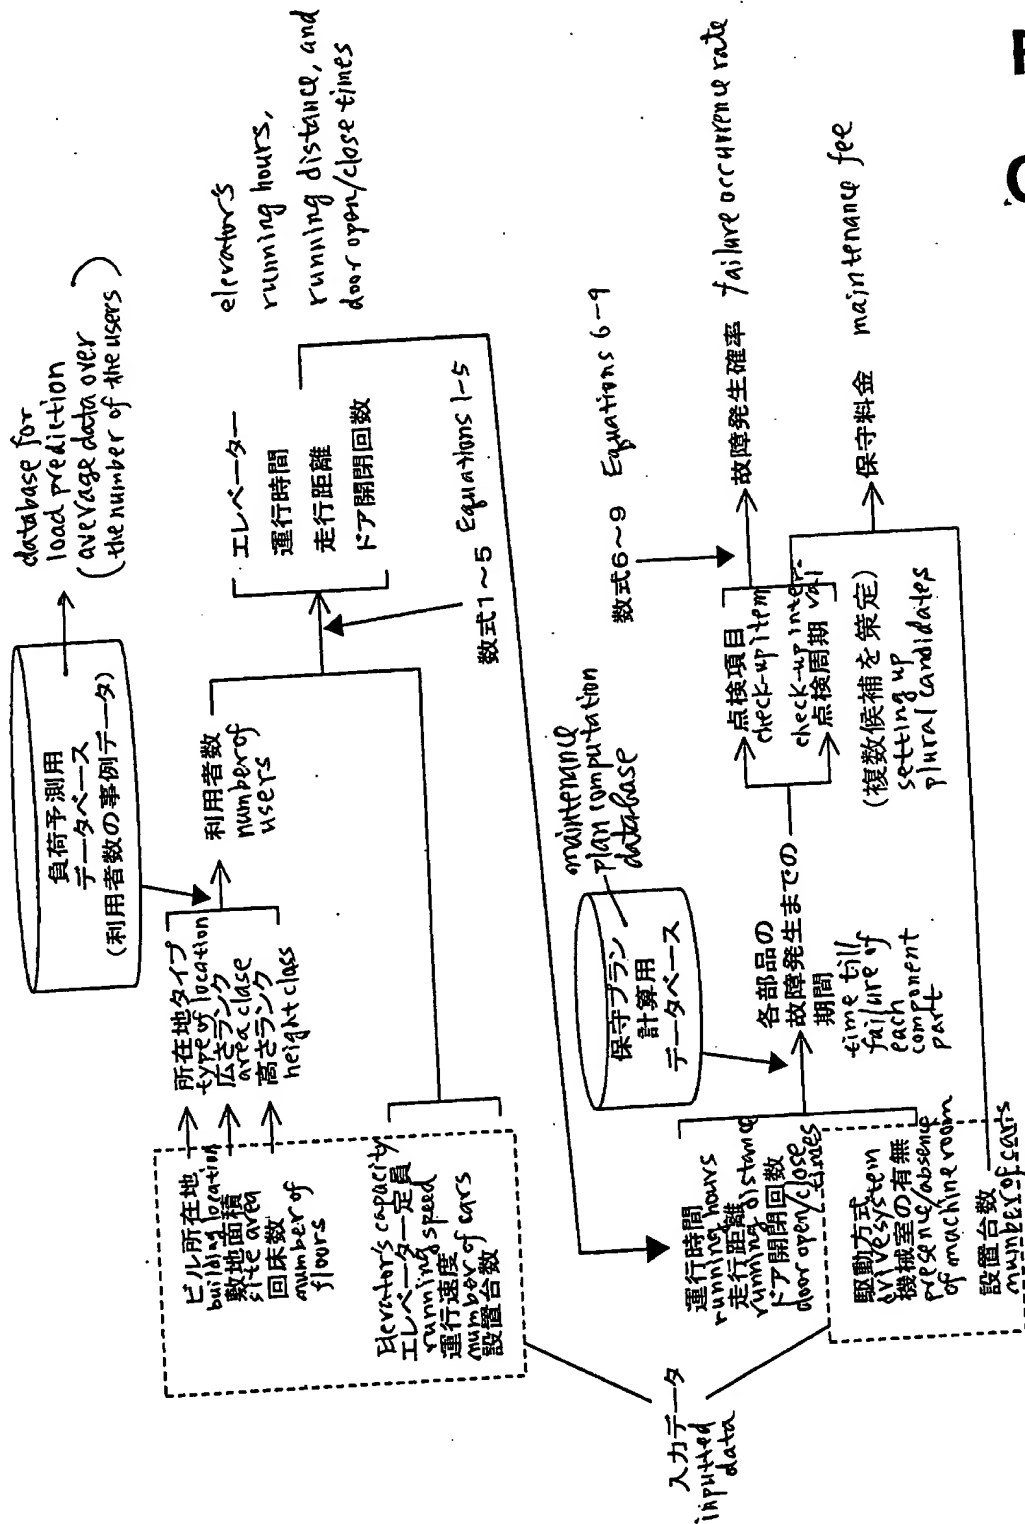 負荷予測用
データベース
(利用者数の事例データ)
database for
load prediction
(average data over
the number of the users)
ビル所在地
building location
敷地面積
site area
回床数
number of
floors
所在地タイプ
type of location
広さランク
area clase
高さランク
height class
利用者数
number of
users
Elevator's capacity
エレベーター定員
running speed
運行速度
number of cars
設置台数
エレベーター
運行時間
走行距離
ドア開閉回数
elevator's
running hours,
running distance, and
door open/close times
数式1〜5 Equations 1-5
入力データ
inputted
data
運行時間
running hours
走行距離
running distance
ドア開閉回数
door open/close
times
駆動方式
drive system
機械室の有無
presence/absence
of machine room
設置台数
number of cars
保守プラン
計算用
データベース
maintenance
plan computation
database
各部品の
故障発生までの
期間
time till
failure of
each
component
part
点検項目
check-up item
check-up inter-
val
点検周期
(複数候補を策定)
setting up
plural candidates
数式6〜9 Equations 6-9
故障発生確率 failure occurrence rate
保守料金 maintenance fee